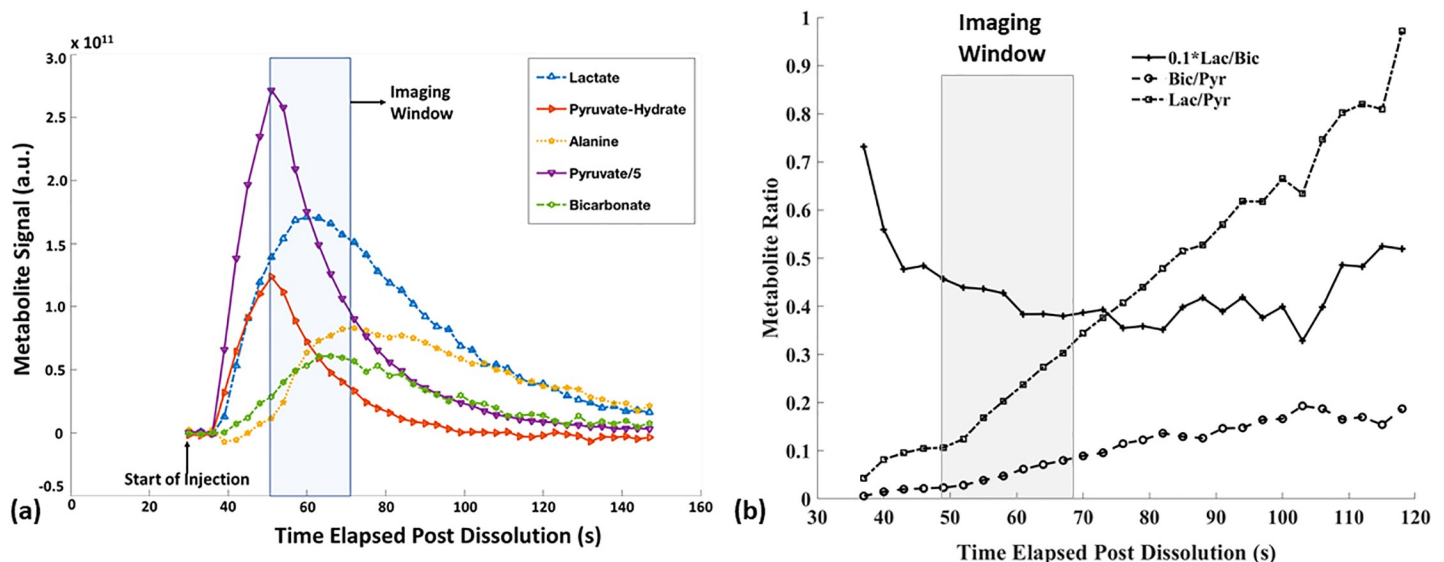 x 10¹¹
3.0
2.5
2.0
1.5
1.0
0.5
0
-0.5
Metabolite Signal (a.u.)
Imaging
Window
Lactate
Pyruvate-Hydrate
Alanine
Pyruvate/5
Bicarbonate
Start of Injection
0 20 40 60 80 100 120 140 160
(a)
Time Elapsed Post Dissolution (s)
1
0.9
0.8
0.7
0.6
0.5
0.4
0.3
0.2
0.1
0
Metabolite Ratio
Imaging
Window
0.1*Lac/Bic
Bic/Pyr
Lac/Pyr
30 40 50 60 70 80 90 100 110 120
(b)
Time Elapsed Post Dissolution (s)